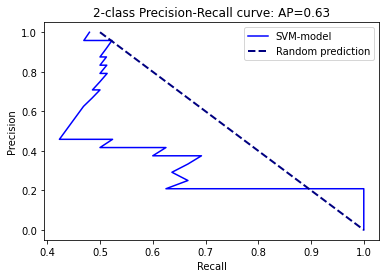 2-class Precision-Recall curve: AP=0.63
1.0
0.8
0.6
0.4
0.2
0.0
Precision
SVM-model
Random prediction
0.4
0.5
0.6
0.7
0.8
0.9
1.0
Recall